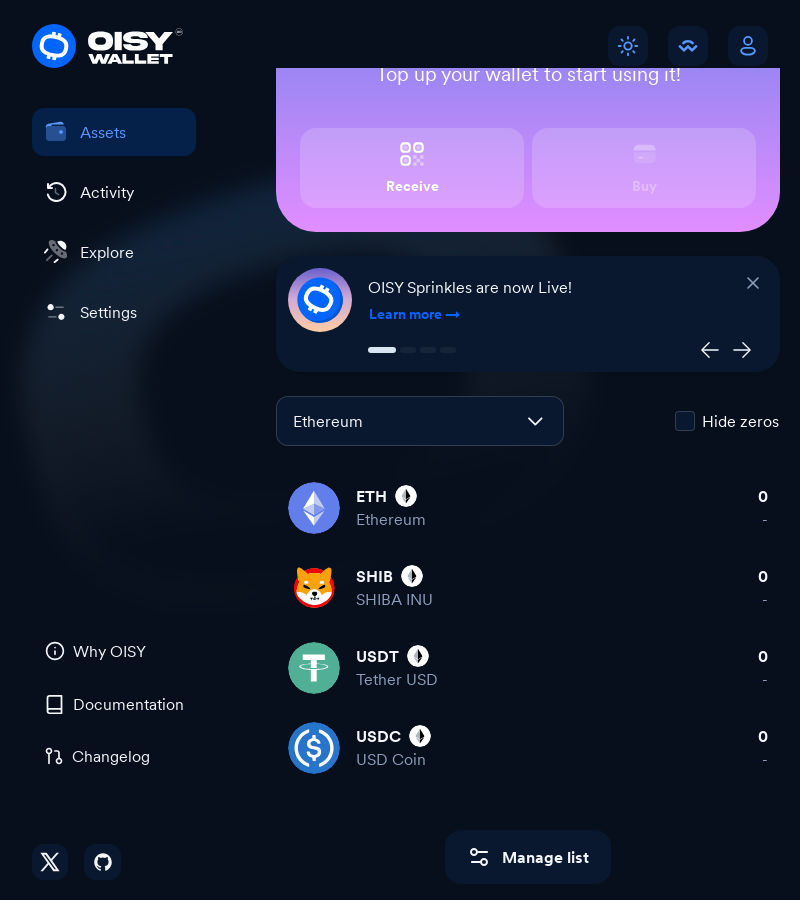 OISY
WALLET
Top up your wallet to start using it!
Receive
Buy
Assets
Activity
Explore
Settings
OISY Sprinkles are now Live!
Learn more →
Ethereum
Hide zeros
ETH
0
Ethereum
-
SHIB
0
SHIBA INU
-
USDT
0
Tether USD
-
USDC
0
USD Coin
-
Why OISY
Documentation
Changelog
Manage list